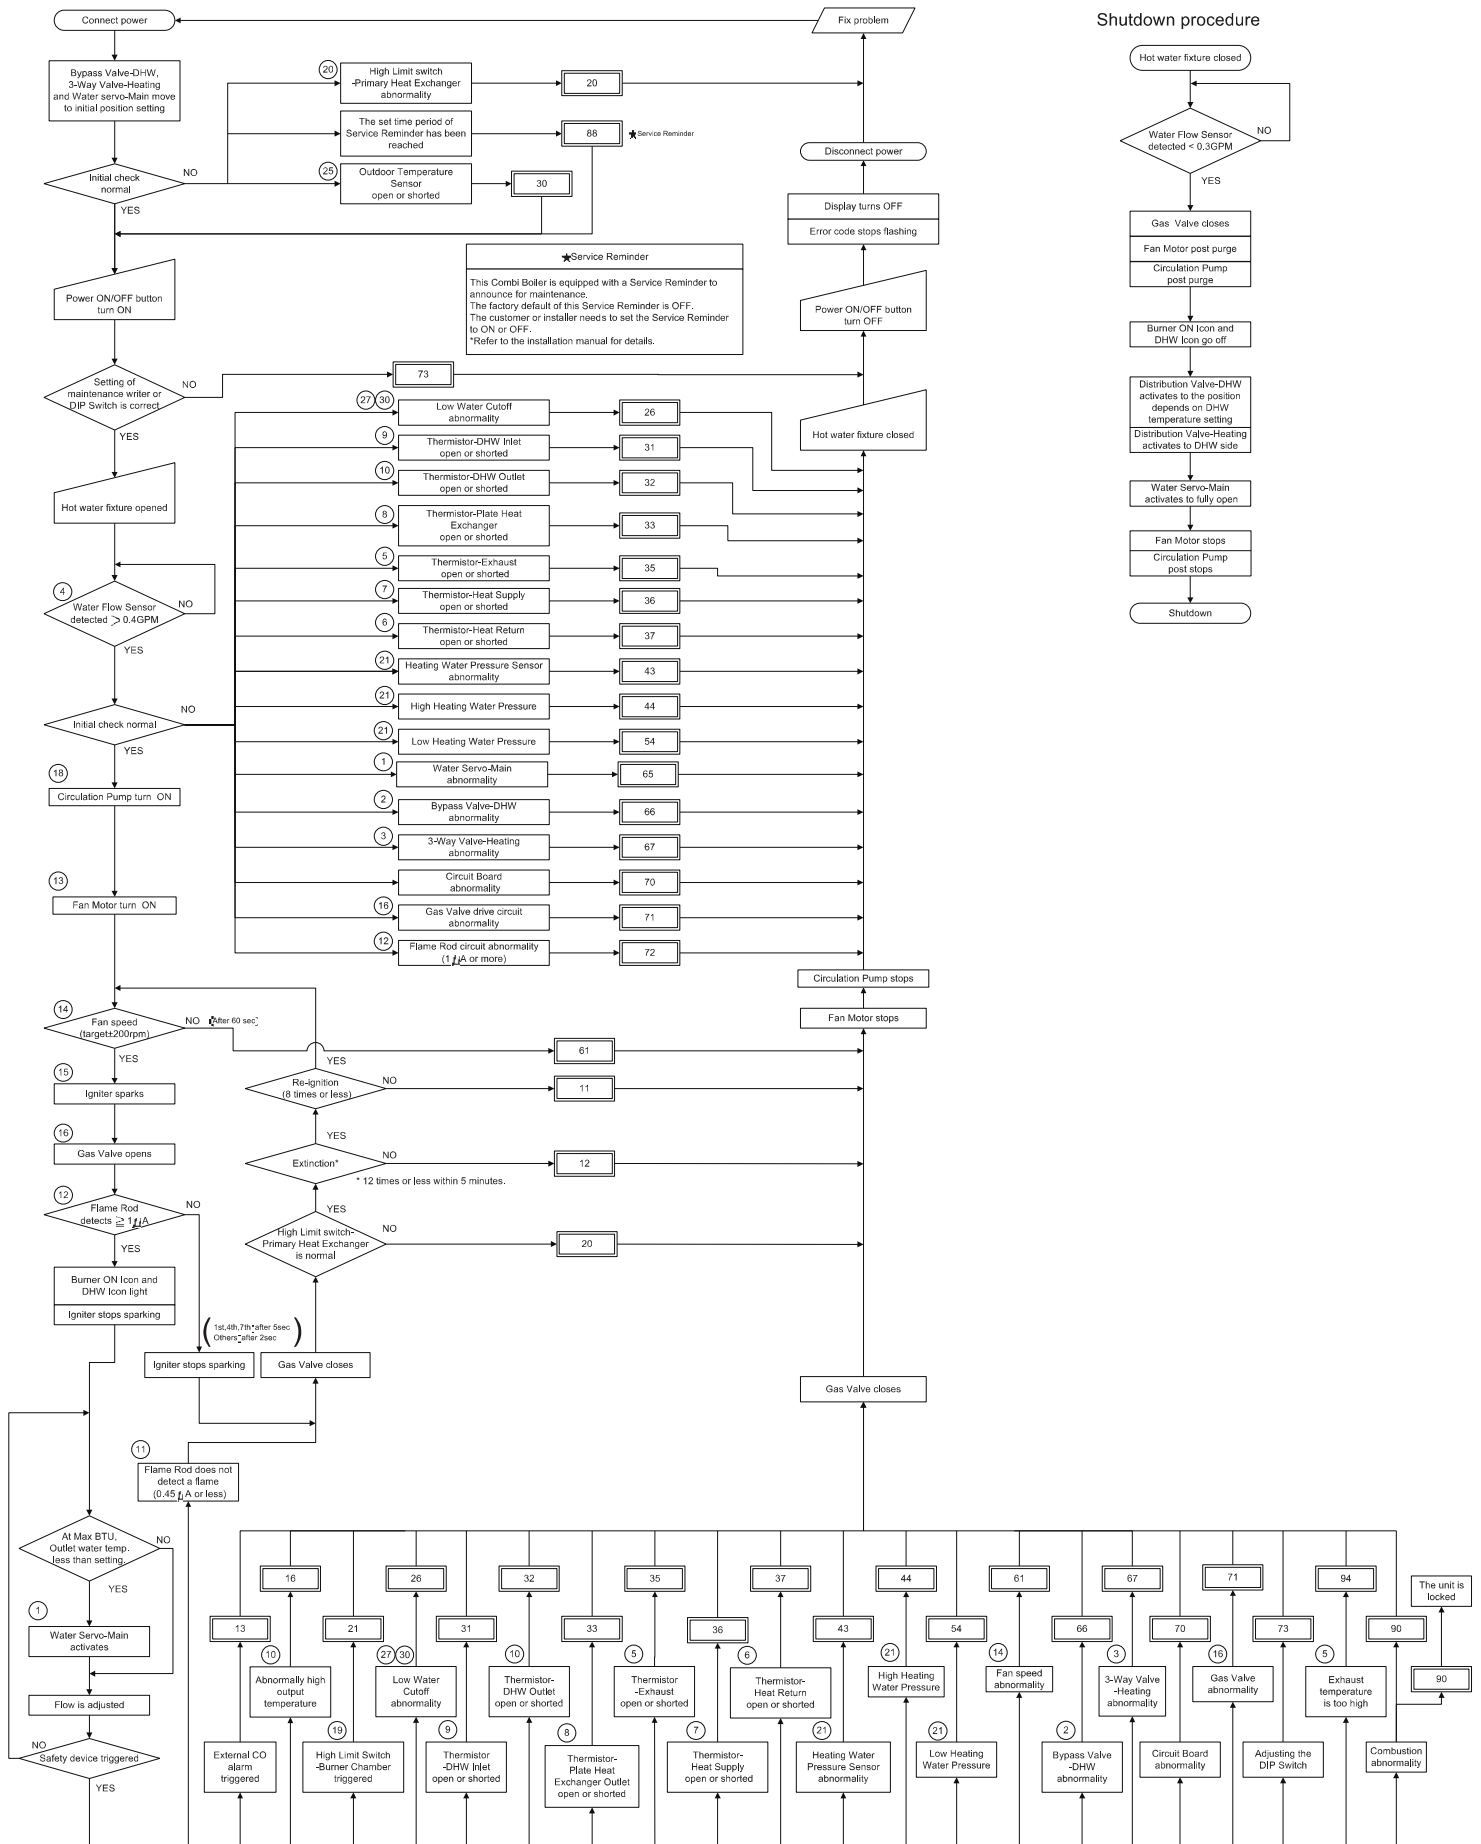 Connect power
Fix problem
Shutdown procedure
Bypass Valve-DHW,
3-Way Valve-Heating
and Water servo-Main move
to initial position setting
20
High Limit switch
-Primary Heat Exchanger
abnormality
20
The set time period of
Service Reminder has been
reached
88
★Service Reminder
Initial check
normal
NO
YES
25
Outdoor Temperature
Sensor
open or shorted
30
Disconnect power
Display turns OFF
Error code stops flashing
★Service Reminder
This Combi Boiler is equipped with a Service Reminder to
announce for maintenance.
The factory default of this Service Reminder is OFF.
The customer or installer needs to set the Service Reminder
to ON or OFF.
*Refer to the installation manual for details.
Power ON/OFF button
turn ON
Power ON/OFF button
turn OFF
Setting of
maintenance writer or
DIP Switch is correct
NO
YES
73
Hot water fixture closed
27 30
Low Water Cutoff
abnormality
26
9
Thermistor-DHW Inlet
open or shorted
31
10
Thermistor-DHW Outlet
open or shorted
32
8
Thermistor-Plate Heat
Exchanger
open or shorted
33
5
Thermistor-Exhaust
open or shorted
35
7
Thermistor-Heat Supply
open or shorted
36
6
Thermistor-Heat Return
open or shorted
37
21
Heating Water Pressure Sensor
abnormality
43
21
High Heating Water Pressure
44
21
Low Heating Water Pressure
54
1
Water Servo-Main
abnormality
65
2
Bypass Valve-DHW
abnormality
66
3
3-Way Valve-Heating
abnormality
67
Circuit Board
abnormality
70
16
Gas Valve drive circuit
abnormality
71
12
Flame Rod circuit abnormality
(1 μA or more)
72
Hot water fixture opened
4
Water Flow Sensor
detected > 0.4GPM
NO
YES
Initial check normal
NO
YES
18
Circulation Pump turn ON
13
Fan Motor turn ON
Circulation Pump stops
Fan Motor stops
14
Fan speed
(target±200rpm)
NO [After 60 sec]
YES
61
15
Igniter sparks
YES
Re-ignition
(8 times or less)
NO
11
16
Gas Valve opens
YES
Extinction*
NO
12
* 12 times or less within 5 minutes.
12
Flame Rod
detects ≧ 1μA
NO
YES
YES
High Limit switch-
Primary Heat Exchanger
is normal
NO
20
Burner ON Icon and
DHW Icon light
Igniter stops sparking
(1st,4th,7th:after 5sec
Others:after 2sec)
Igniter stops sparking
Gas Valve closes
Gas Valve closes
11
Flame Rod does not
detect a flame
(0.45 μA or less)
At Max BTU,
Outlet water temp.
less than setting.
NO
YES
1
Water Servo-Main
activates
Flow is adjusted
NO
Safety device triggered
YES
13
External CO
alarm
triggered
16
10
Abnormally high
output
temperature
21
19
High Limit Switch
-Burner Chamber
triggered
26
27 30
Low Water
Cutoff
abnormality
31
9
Thermistor
-DHW Inlet
open or shorted
32
10
Thermistor-
DHW Outlet
open or shorted
33
8
Thermistor-
Plate Heat
Exchanger Outlet
open or shorted
35
5
Thermistor
-Exhaust
open or shorted
36
7
Thermistor-
Heat Supply
open or shorted
37
6
Thermistor-
Heat Return
open or shorted
43
21
Heating Water
Pressure Sensor
abnormality
44
21
High Heating
Water Pressure
54
21
Low Heating
Water Pressure
61
14
Fan speed
abnormality
66
2
Bypass Valve
-DHW
abnormality
67
3
3-Way Valve
-Heating
abnormality
70
Circuit Board
abnormality
71
16
Gas Valve
abnormality
73
Adjusting the
DIP Switch
94
5
Exhaust
temperature
is too high
90
Combustion
abnormality
The unit is
locked
90
Hot water fixture closed
Water Flow Sensor
detected < 0.3GPM
NO
YES
Gas Valve closes
Fan Motor post purge
Circulation Pump
post purge
Burner ON Icon and
DHW Icon go off
Distribution Valve-DHW
activates to the position
depends on DHW
temperature setting
Distribution Valve-Heating
activates to DHW side
Water Servo-Main
activates to fully open
Fan Motor stops
Circulation Pump
post stops
Shutdown